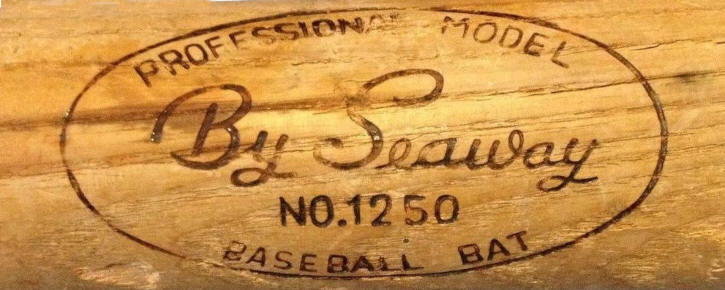 PROFESSIONAL MODEL
By Seaway
NO.1250
BASEBALL BAT